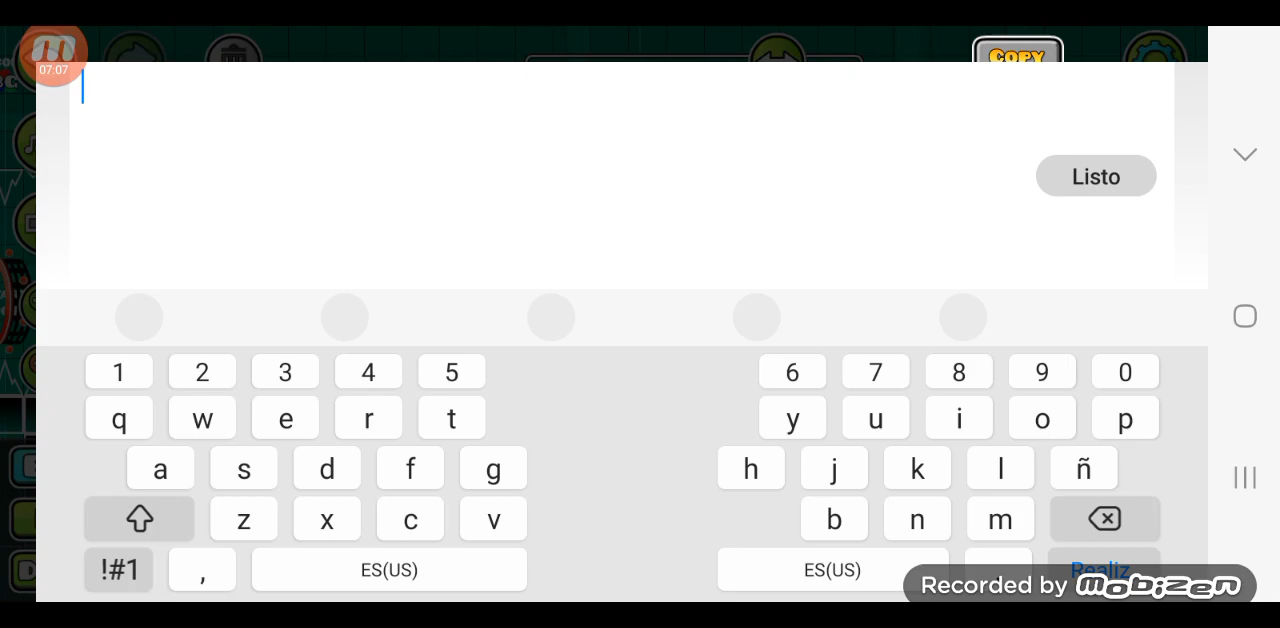 07:07
COPY
Listo
1 2 3 4 5 6 7 8 9 0
q w e r t y u i o p
a s d f g h j k l ñ
z x c v b n m
!#1 , ES(US) ES(US) Realiz
Recorded by mobizen